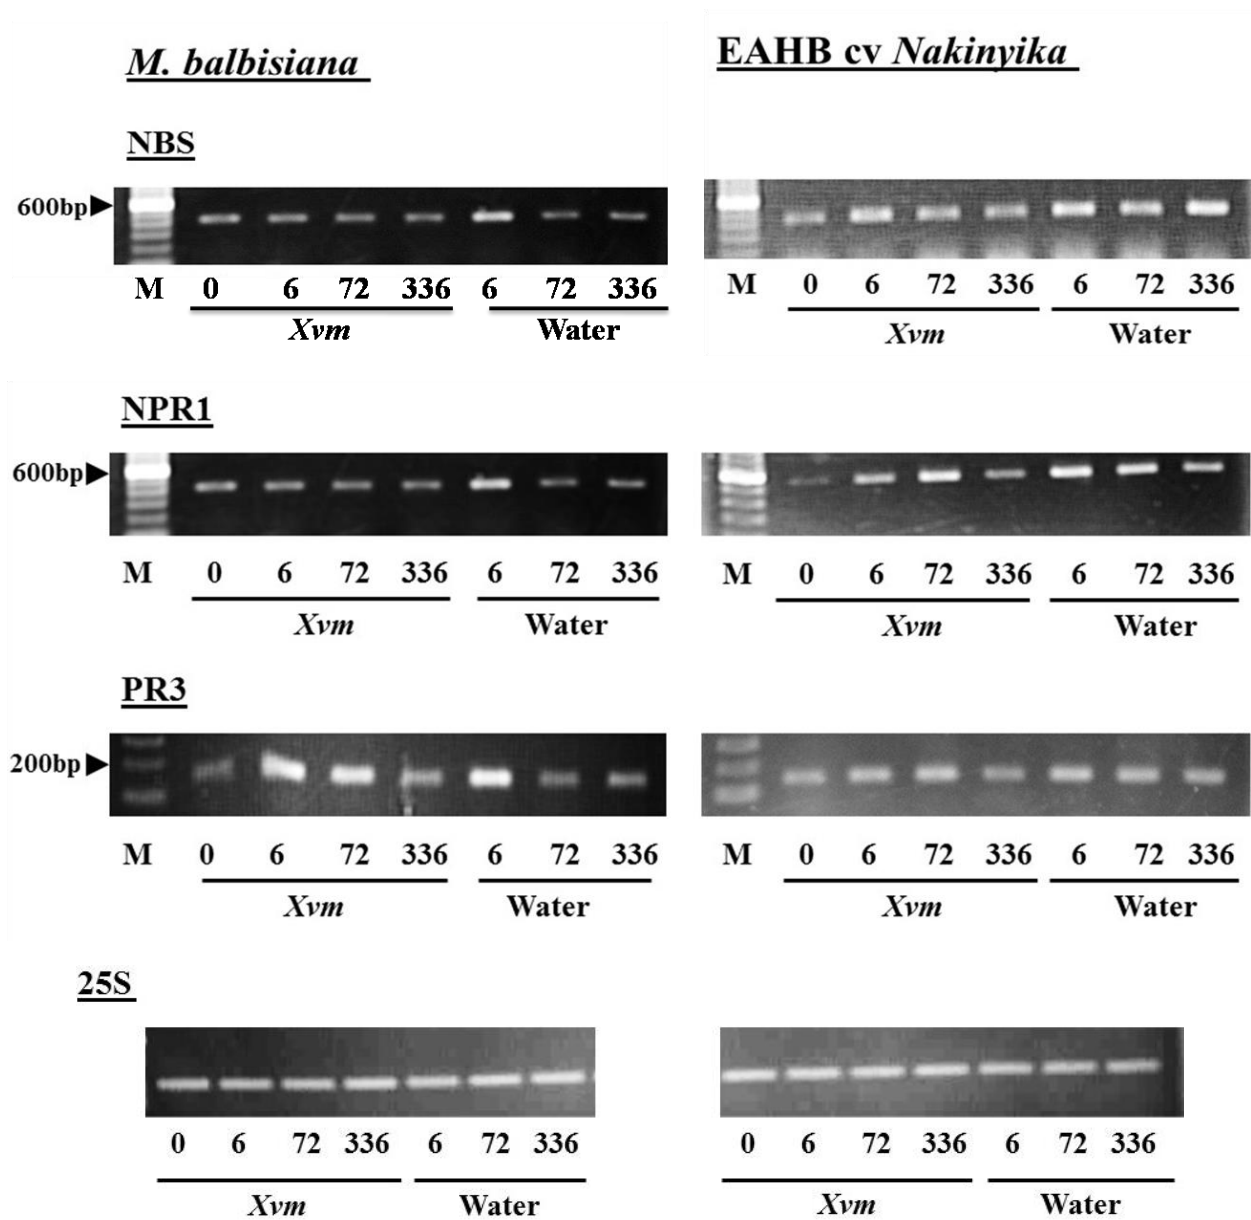 M. balbisiana
EAHB cv Nakinyika
NBS
600bp
M 0 6 72 336 6 72 336
Xvm Water
M 0 6 72 336 6 72 336
Xvm Water
NPR1
600bp
M 0 6 72 336 6 72 336
Xvm Water
M 0 6 72 336 6 72 336
Xvm Water
PR3
200bp
M 0 6 72 336 6 72 336
Xvm Water
M 0 6 72 336 6 72 336
Xvm Water
25S
0 6 72 336 6 72 336
Xvm Water
0 6 72 336 6 72 336
Xvm Water